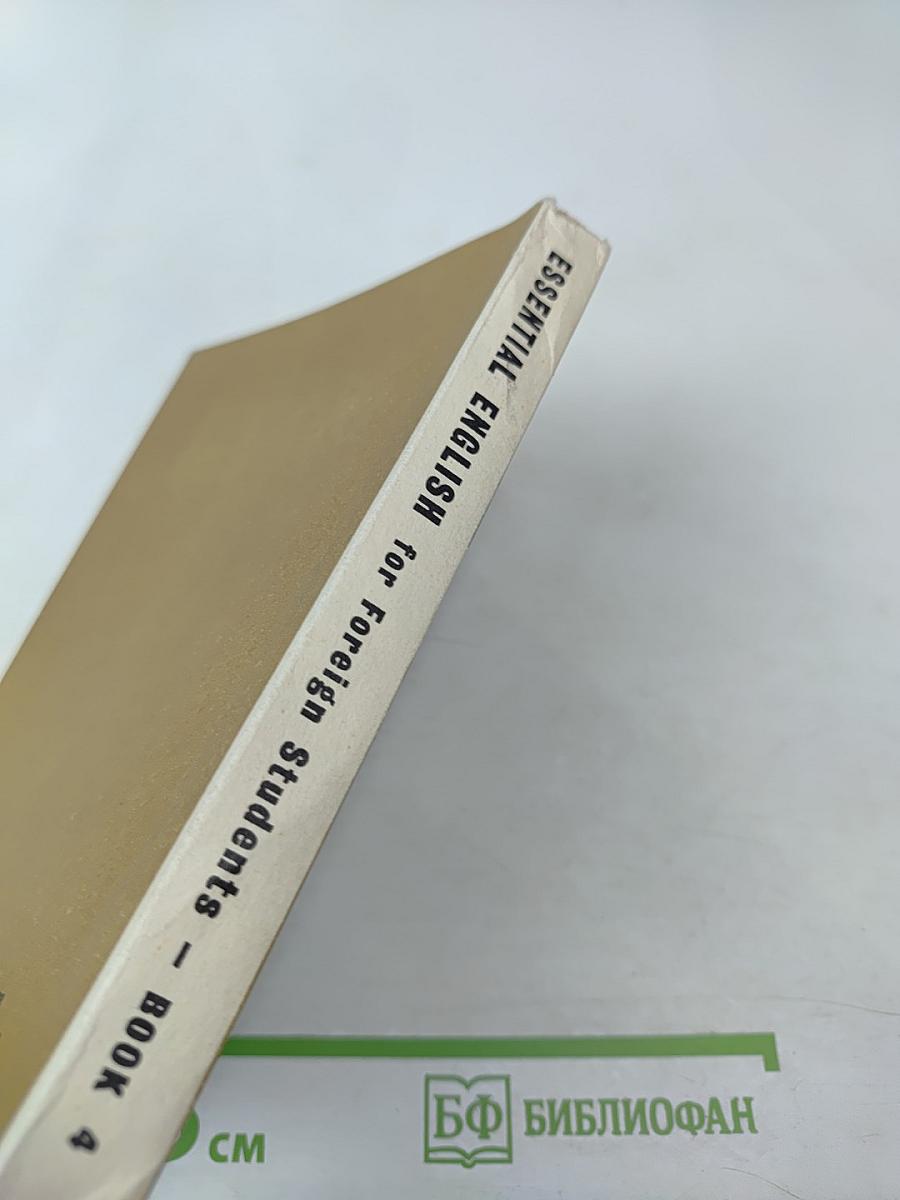 ESSENTIAL ENGLISH for Foreign Students — BOOK 4
см
БФ БИБЛИОФАН